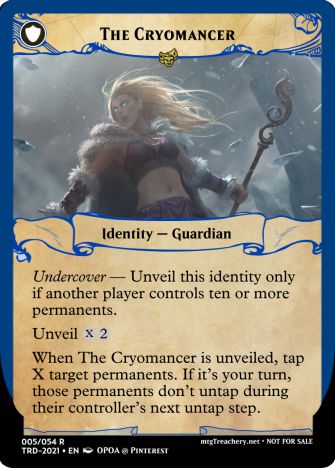 THE CRYOMANCER
Identity — Guardian
Undercover — Unveil this identity only
if another player controls ten or more
permanents.
Unveil X 2
When The Cryomancer is unveiled, tap
X target permanents. If it's your turn,
those permanents don't untap during
their controller's next untap step.
005/054 R
TRD-2021 • EN OPOA @ PINTEREST
mtgTreachery.net • NOT FOR SALE